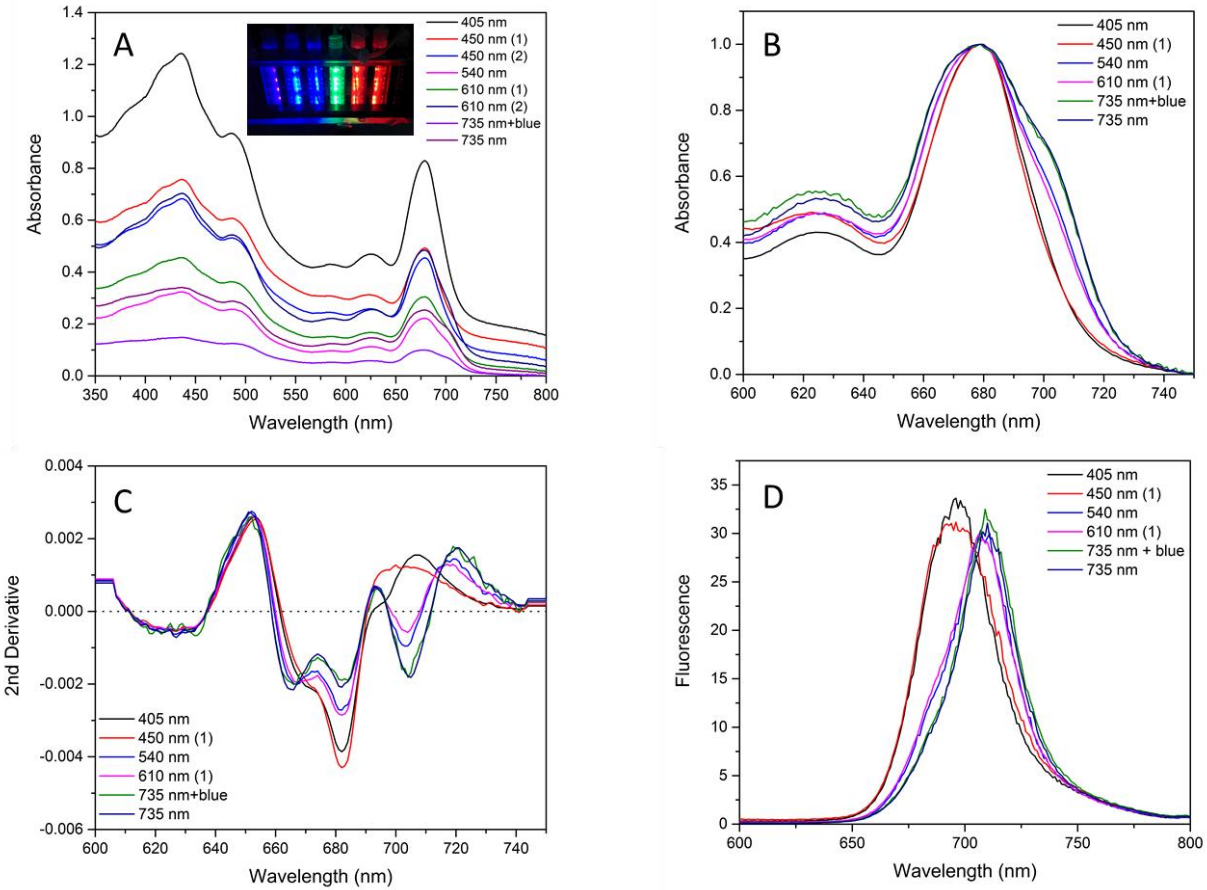 A
405 nm
450 nm (1)
450 nm (2)
540 nm
610 nm (1)
610 nm (2)
735 nm+blue
735 nm
Absorbance
1.4
1.2
1.0
0.8
0.6
0.4
0.2
0.0
350 400 450 500 550 600 650 700 750 800
Wavelength (nm)
B
405 nm
450 nm (1)
540 nm
610 nm (1)
735 nm+blue
735 nm
Absorbance
1.0
0.8
0.6
0.4
0.2
0.0
600 620 640 660 680 700 720 740
Wavelength (nm)
C
2nd Derivative
0.004
0.002
0.000
-0.002
-0.004
-0.006
405 nm
450 nm (1)
540 nm
610 nm (1)
735 nm+blue
735 nm
600 620 640 660 680 700 720 740
Wavelength (nm)
D
405 nm
450 nm (1)
540 nm
610 nm (1)
735 nm + blue
735 nm
Fluorescence
35
30
25
20
15
10
5
0
600 650 700 750 800
Wavelength (nm)